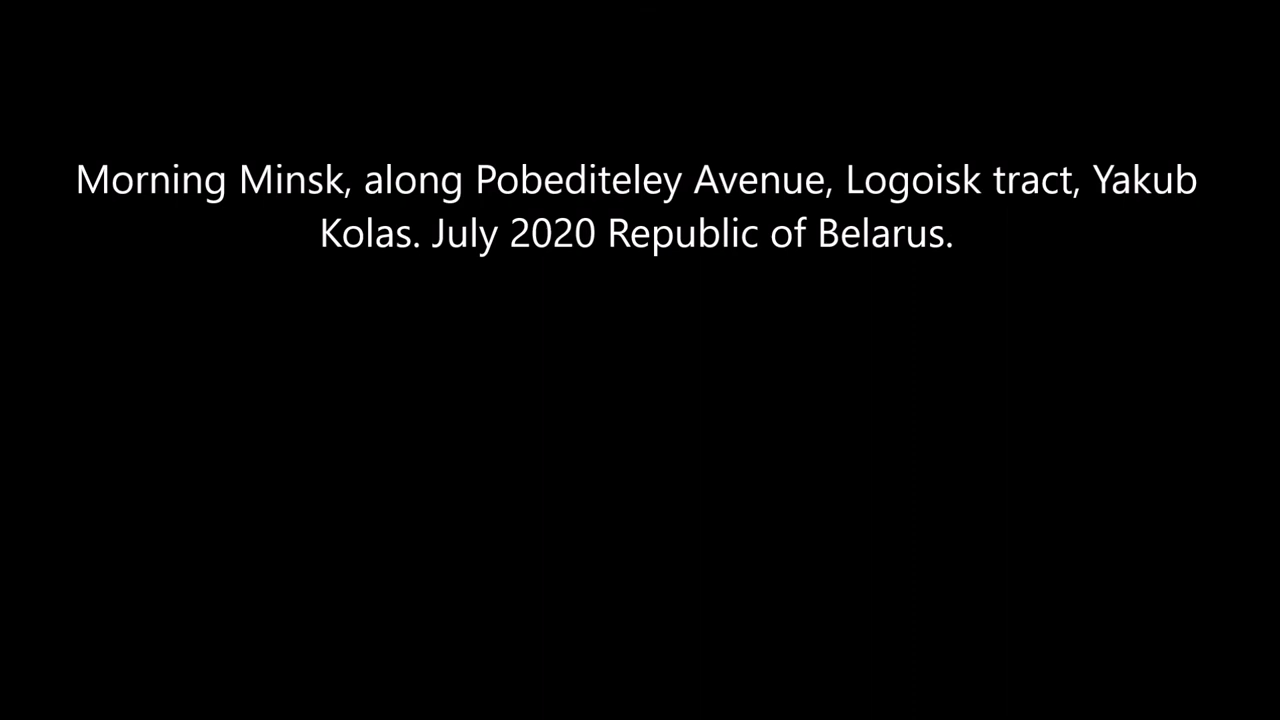 Morning Minsk, along Pobediteley Avenue, Logoisk tract, Yakub
Kolas. July 2020 Republic of Belarus.